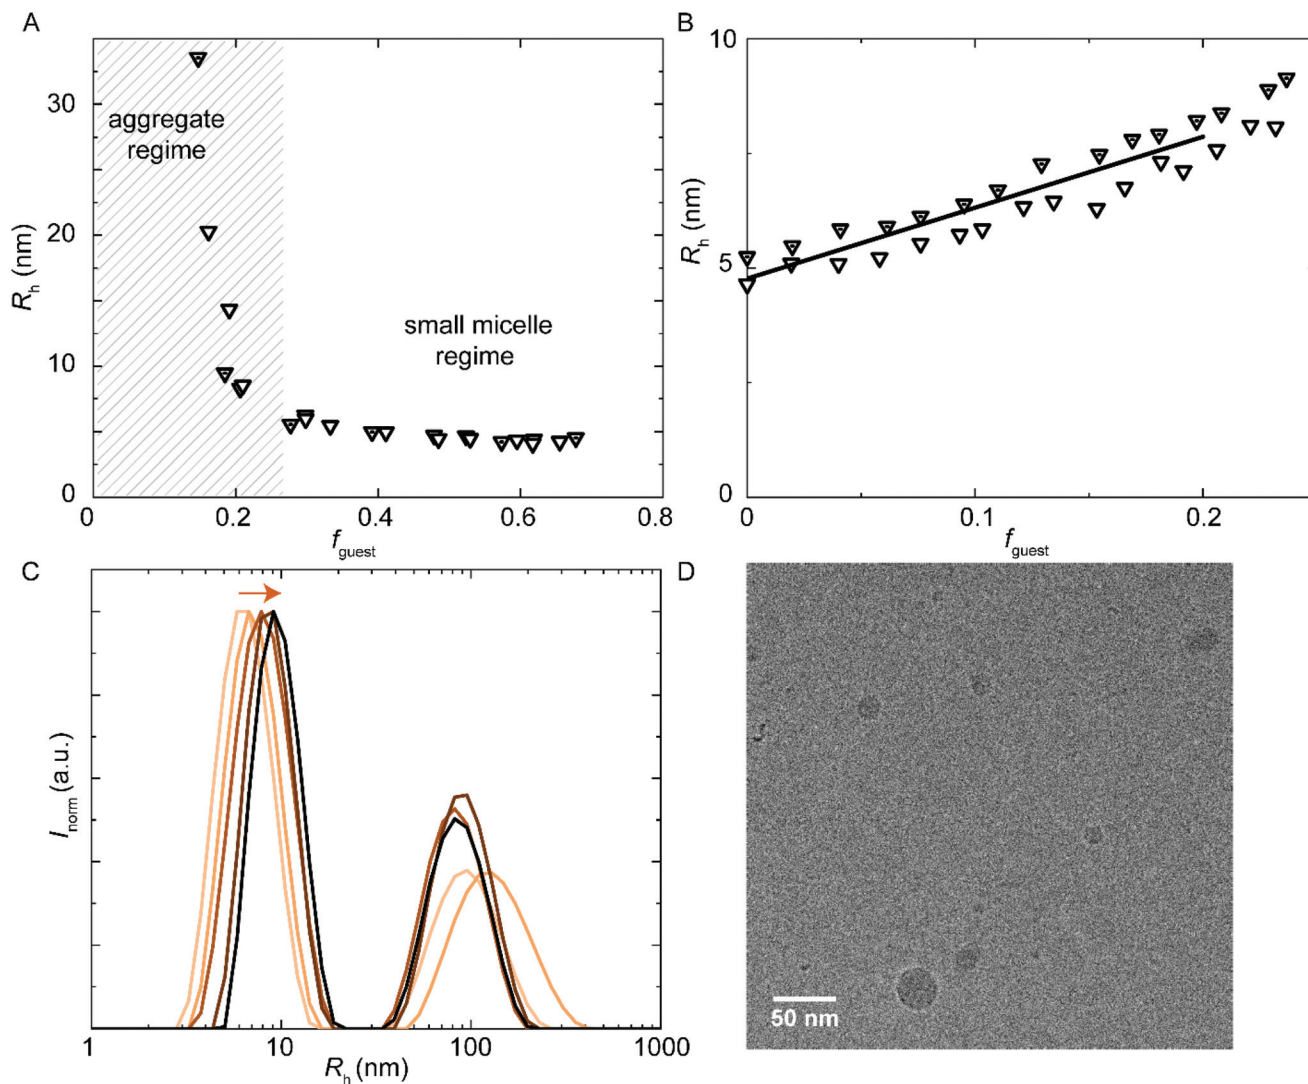 A
30
20
10
0
R_h (nm)
aggregate
regime
small micelle
regime
0
0.2
0.4
0.6
0.8
f_guest
B
10
5
0
R_h (nm)
0
0.1
0.2
f_guest
C
I_norm (a.u.)
1
10
100
1000
R_h (nm)
D
50 nm